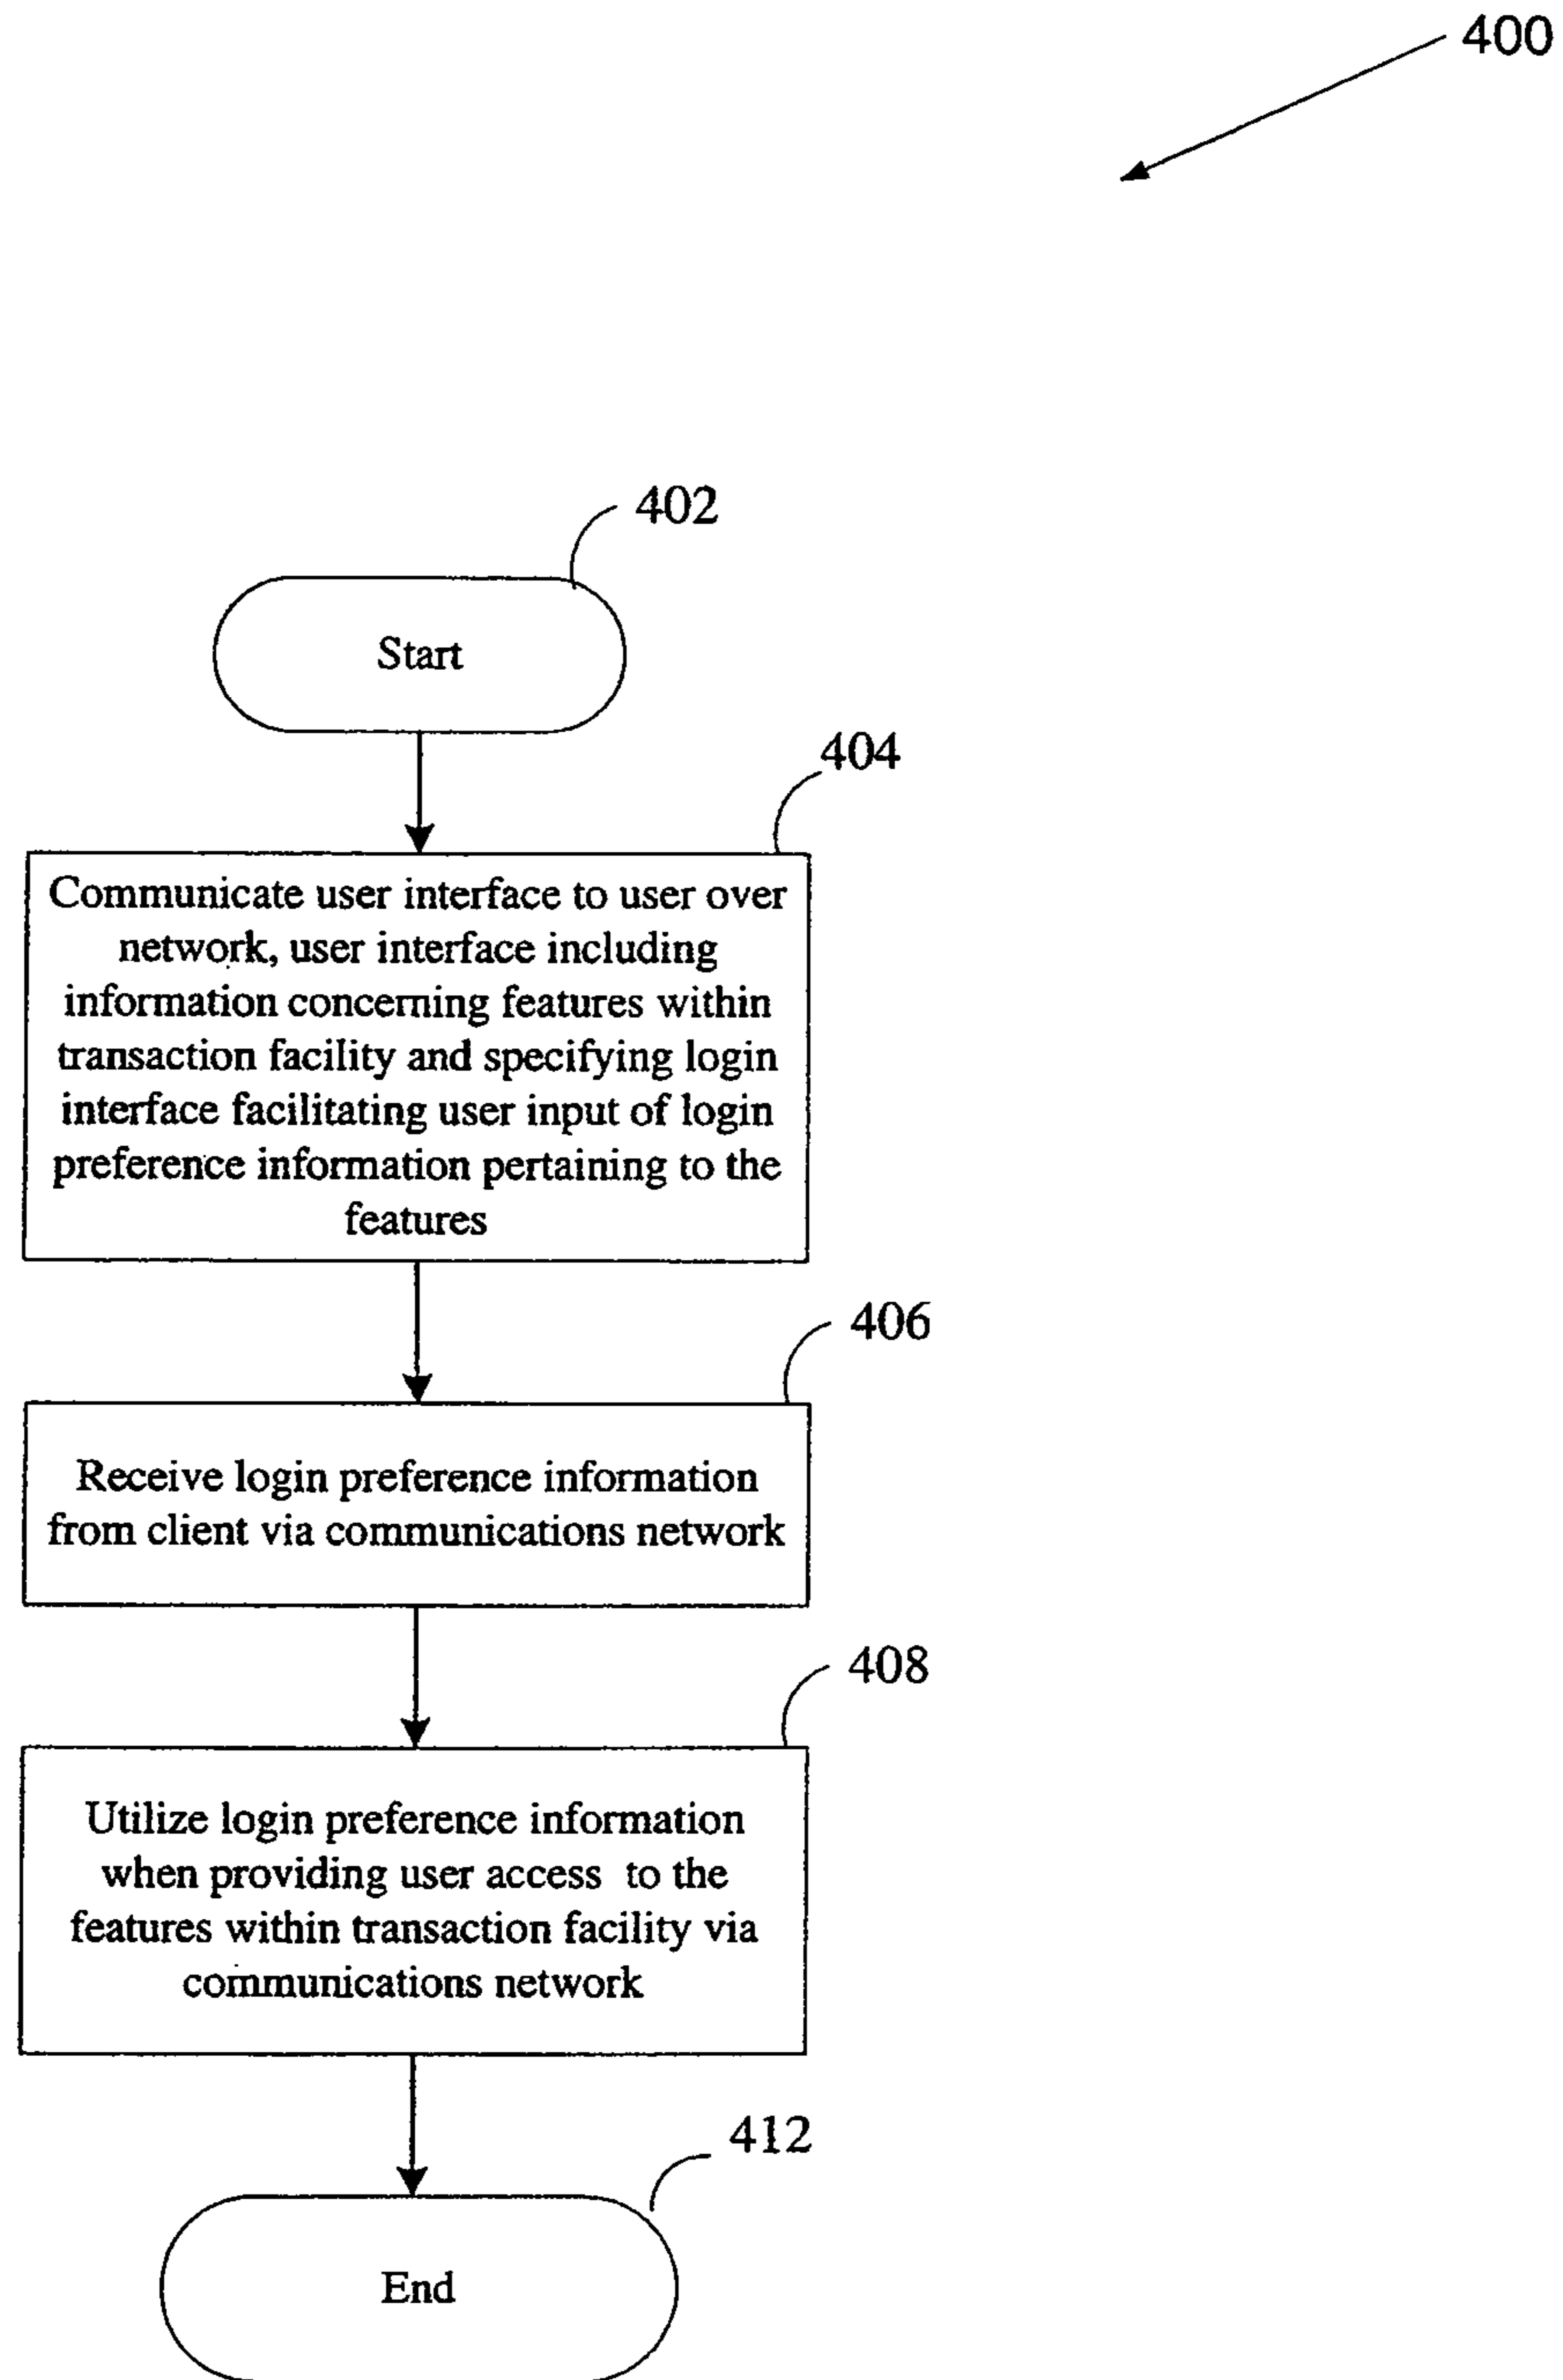 400
402
Start
404
Communicate user interface to user over
network, user interface including
information concerning features within
transaction facility and specifying login
interface facilitating user input of login
preference information pertaining to the
features
406
Receive login preference information
from client via communications network
408
Utilize login preference information
when providing user access to the
features within transaction facility via
communications network
412
End